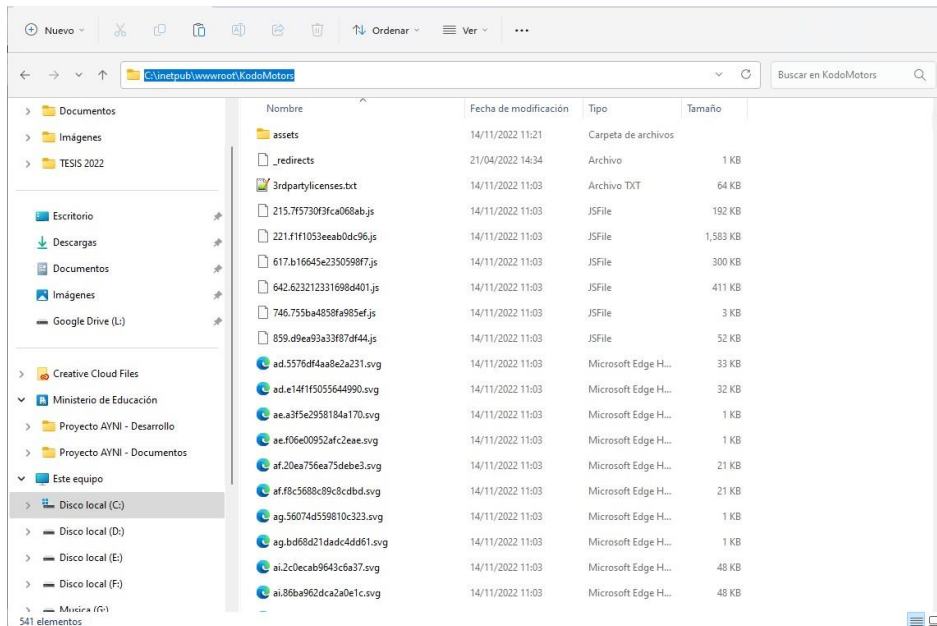 Nuevo
Ordenar
Ver
C:\inetpub\wwwroot\KodoMotors
Buscar en KodoMotors
Documentos
Imágenes
TESIS 2022
Escritorio
Descargas
Documentos
Imágenes
Google Drive (L:)
Creative Cloud Files
Ministerio de Educación
Proyecto AYNI - Desarrollo
Proyecto AYNI - Documentos
Este equipo
Disco local (C:)
Disco local (D:)
Disco local (E:)
Disco local (F:)
Musica (G:)
Nombre Fecha de modificación Tipo Tamaño
assets 14/11/2022 11:21 Carpeta de archivos
_redirects 21/04/2022 14:34 Archivo 1 KB
3rdpartylicenses.txt 14/11/2022 11:03 Archivo TXT 64 KB
215.7f5730f3fca068ab.js 14/11/2022 11:03 JSFile 192 KB
221.f1f1053eeab0dc96.js 14/11/2022 11:03 JSFile 1,583 KB
617.b16645e2350598f7.js 14/11/2022 11:03 JSFile 300 KB
642.623212331698d401.js 14/11/2022 11:03 JSFile 411 KB
746.755ba4858fa985ef.js 14/11/2022 11:03 JSFile 3 KB
859.d9ea93a33f87df44.js 14/11/2022 11:03 JSFile 52 KB
ad.5576df4aa8e2a231.svg 14/11/2022 11:03 Microsoft Edge H... 33 KB
ad.e14f1f5055644990.svg 14/11/2022 11:03 Microsoft Edge H... 32 KB
ae.a3f5e2958184a170.svg 14/11/2022 11:03 Microsoft Edge H... 1 KB
ae.f06e00952afc2eae.svg 14/11/2022 11:03 Microsoft Edge H... 1 KB
af.20ea756ea75debe3.svg 14/11/2022 11:03 Microsoft Edge H... 21 KB
af.f8c5688c89c8cdbd.svg 14/11/2022 11:03 Microsoft Edge H... 21 KB
ag.56074d559810c323.svg 14/11/2022 11:03 Microsoft Edge H... 1 KB
ag.bd68d21dadc4dd61.svg 14/11/2022 11:03 Microsoft Edge H... 1 KB
ai.2c0ecab9643c6a37.svg 14/11/2022 11:03 Microsoft Edge H... 48 KB
ai.86ba962dca2a0e1c.svg 14/11/2022 11:03 Microsoft Edge H... 48 KB
541 elementos